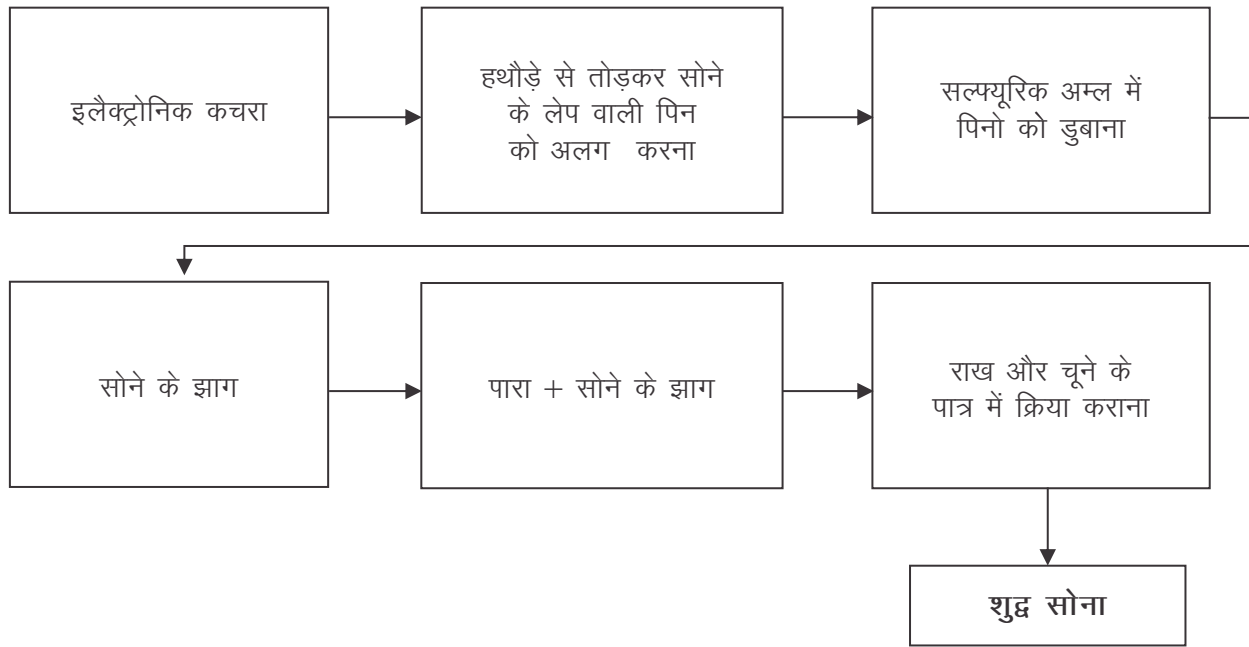 इलैक्ट्रोनिक कचरा
हथौड़े से तोड़कर सोने
के लेप वाली पिन
को अलग करना
सल्फ्यूरिक अम्ल में
पिनो को डुबाना
सोने के झाग
पारा + सोने के झाग
राख और चूने के
पात्र में क्रिया कराना
शुद्व सोना